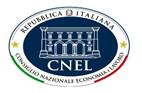 REPUBBLICA ITALIANA
CNEL
CONSIGLIO NAZIONALE ECONOMIA E LAVORO